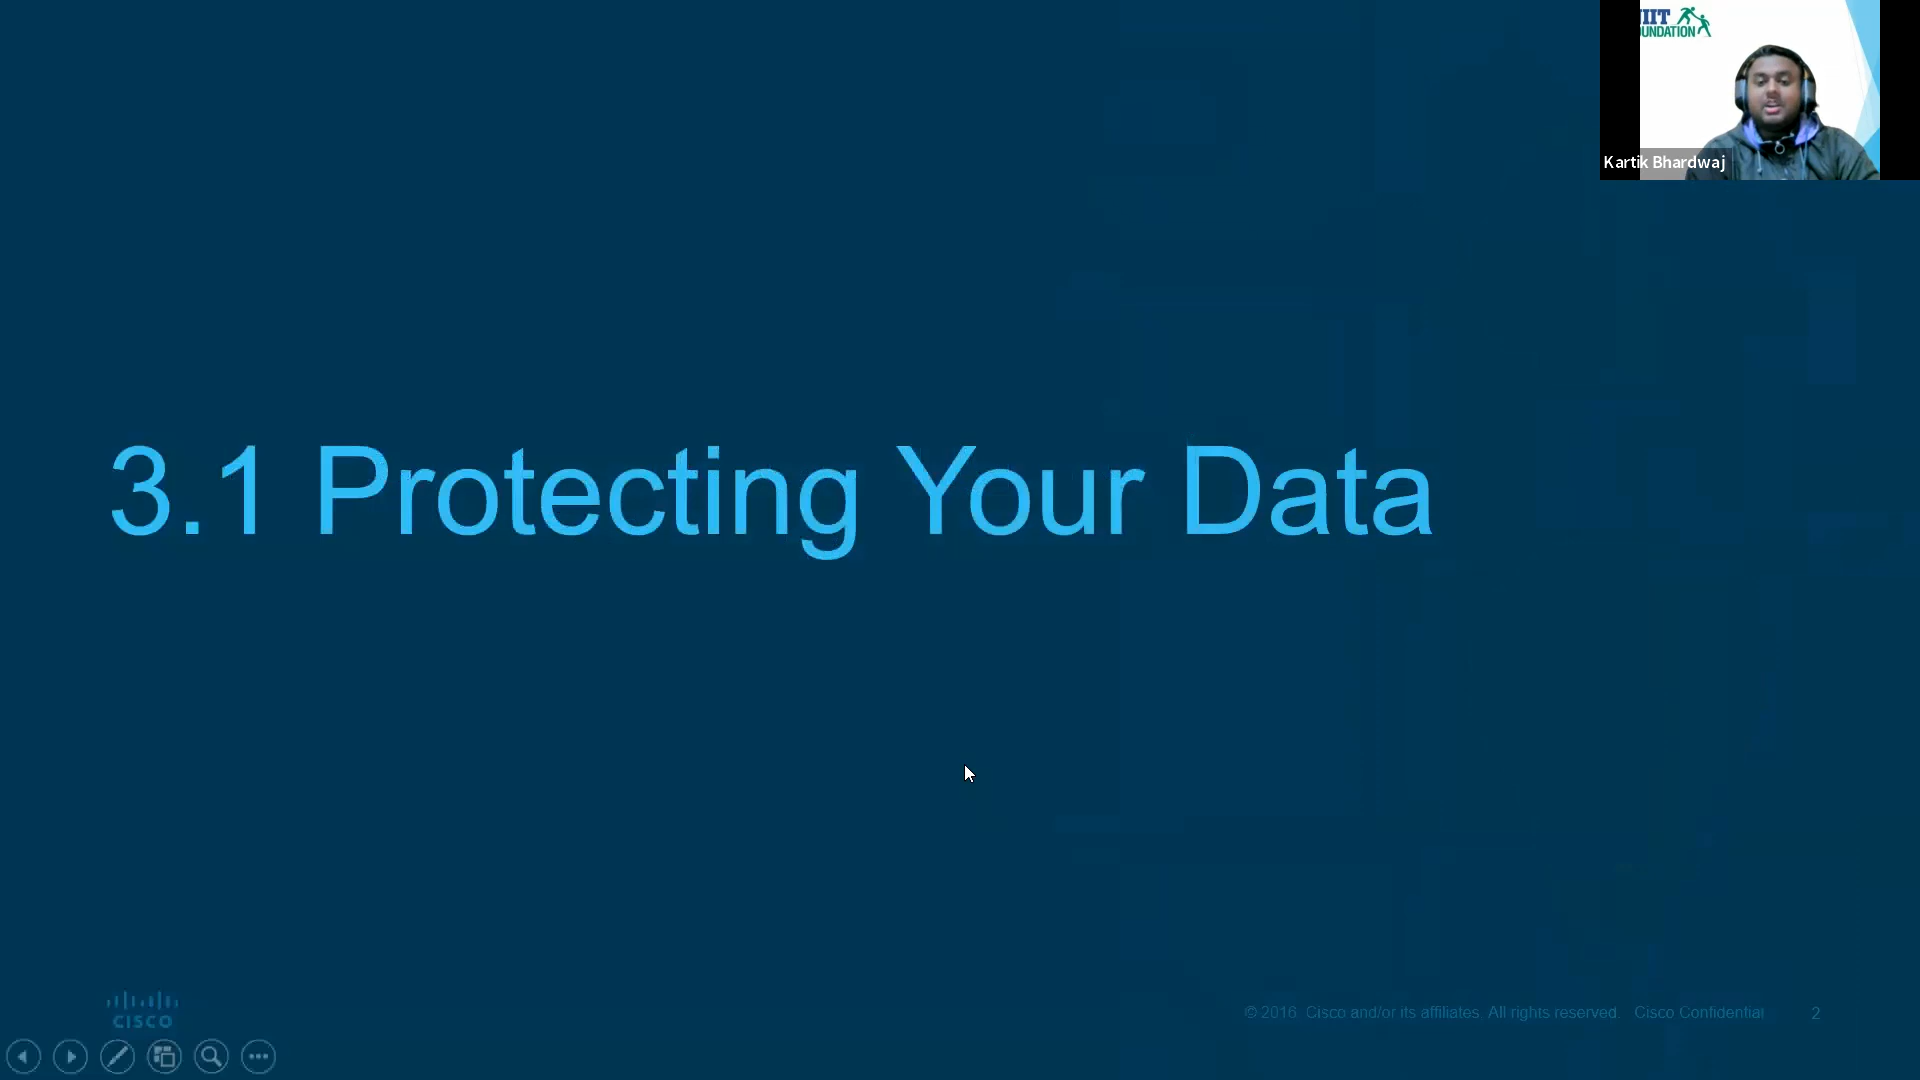 IIT
UNDATION
Kartik Bhardwaj
3.1 Protecting Your Data
CISCO
© 2016 Cisco and/or its affiliates. All rights reserved. Cisco Confidential 2